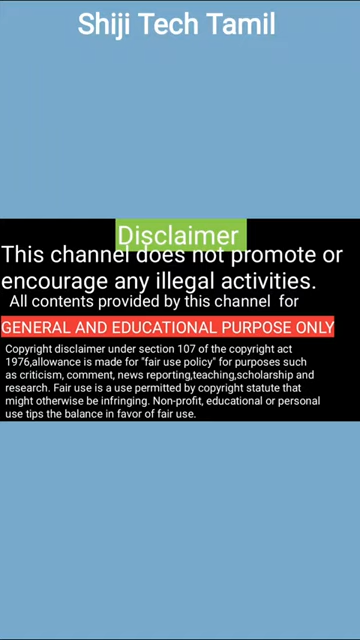 Shiji Tech Tamil
Disclaimer
This channel does not promote or
encourage any illegal activities.
All contents provided by this channel for
GENERAL AND EDUCATIONAL PURPOSE ONLY
Copyright disclaimer under section 107 of the copyright act
1976,allowance is made for "fair use policy" for purposes such
as criticism, comment, news reporting,teaching,scholarship and
research. Fair use is a use permitted by copyright statute that
might otherwise be infringing. Non-profit, educational or personal
use tips the balance in favor of fair use.